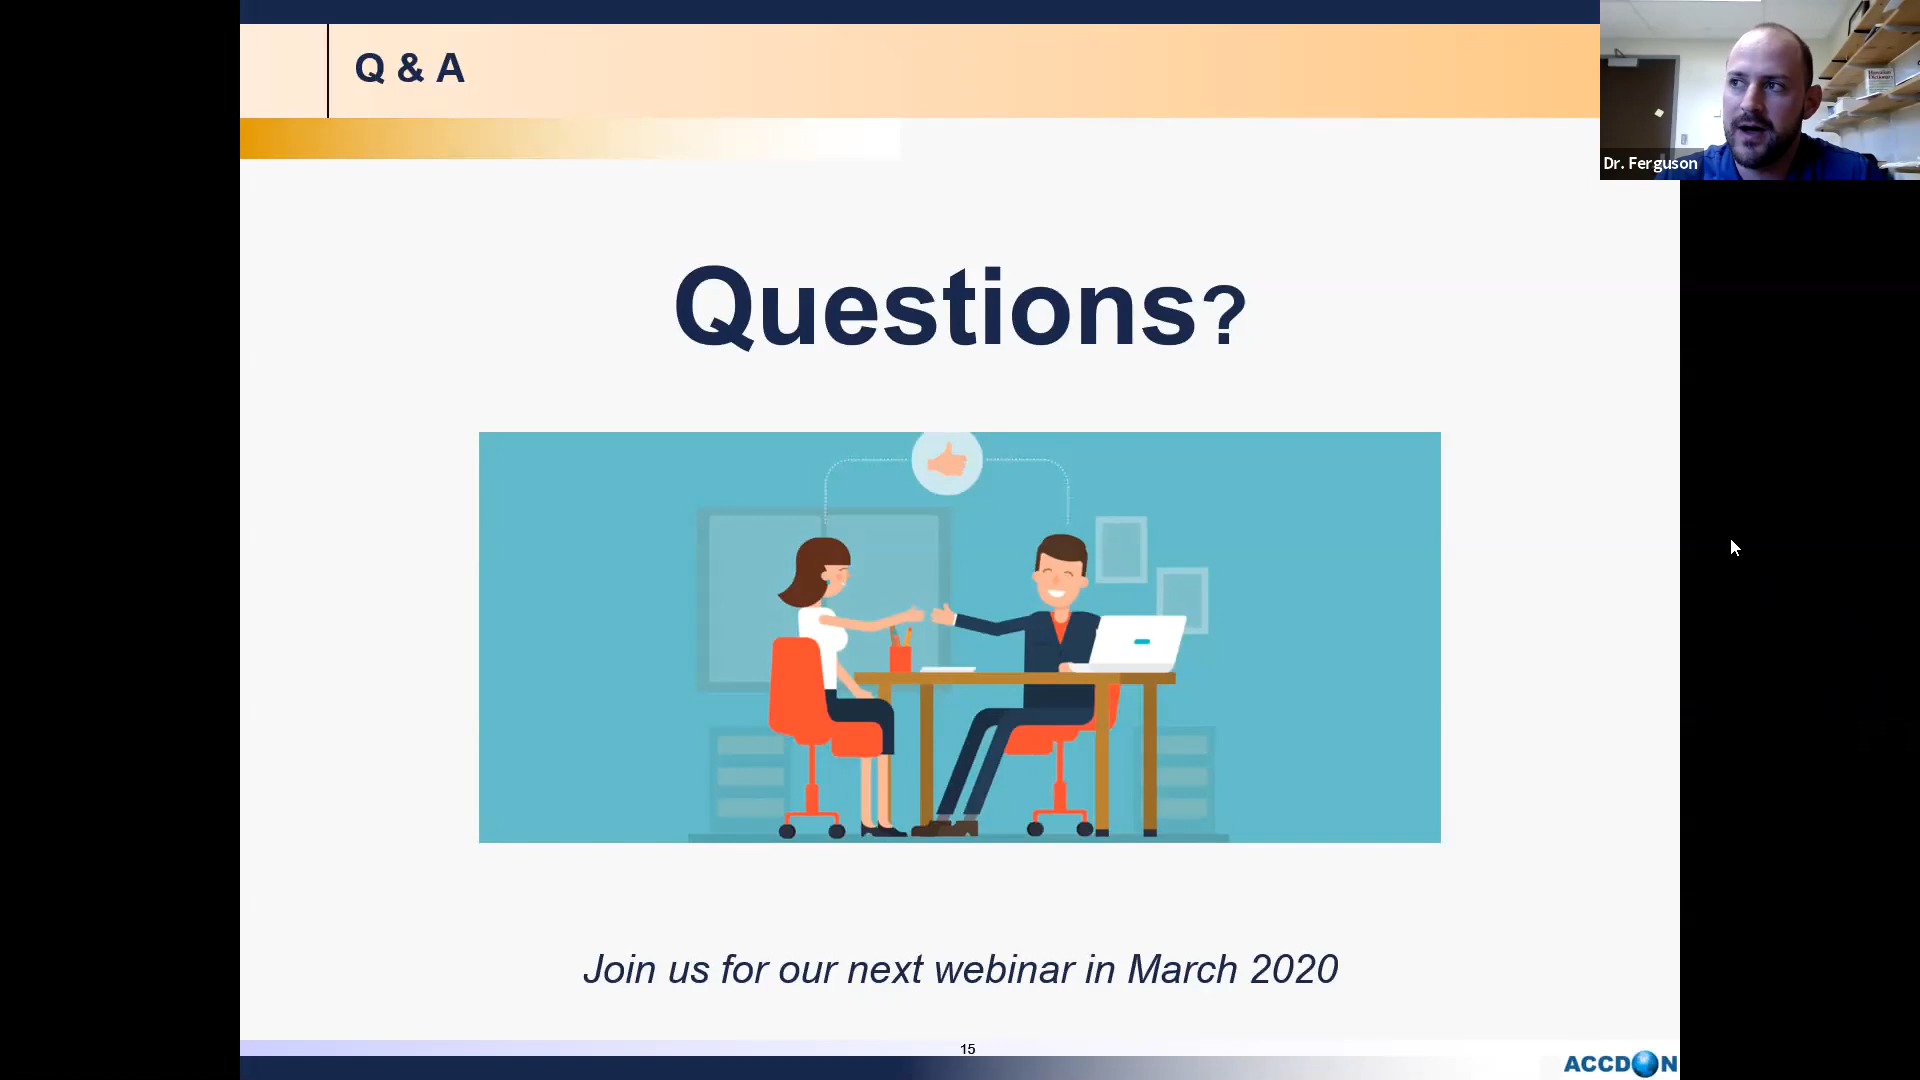 Q & A
Dr. Ferguson
Questions?
Join us for our next webinar in March 2020
15
ACCDON